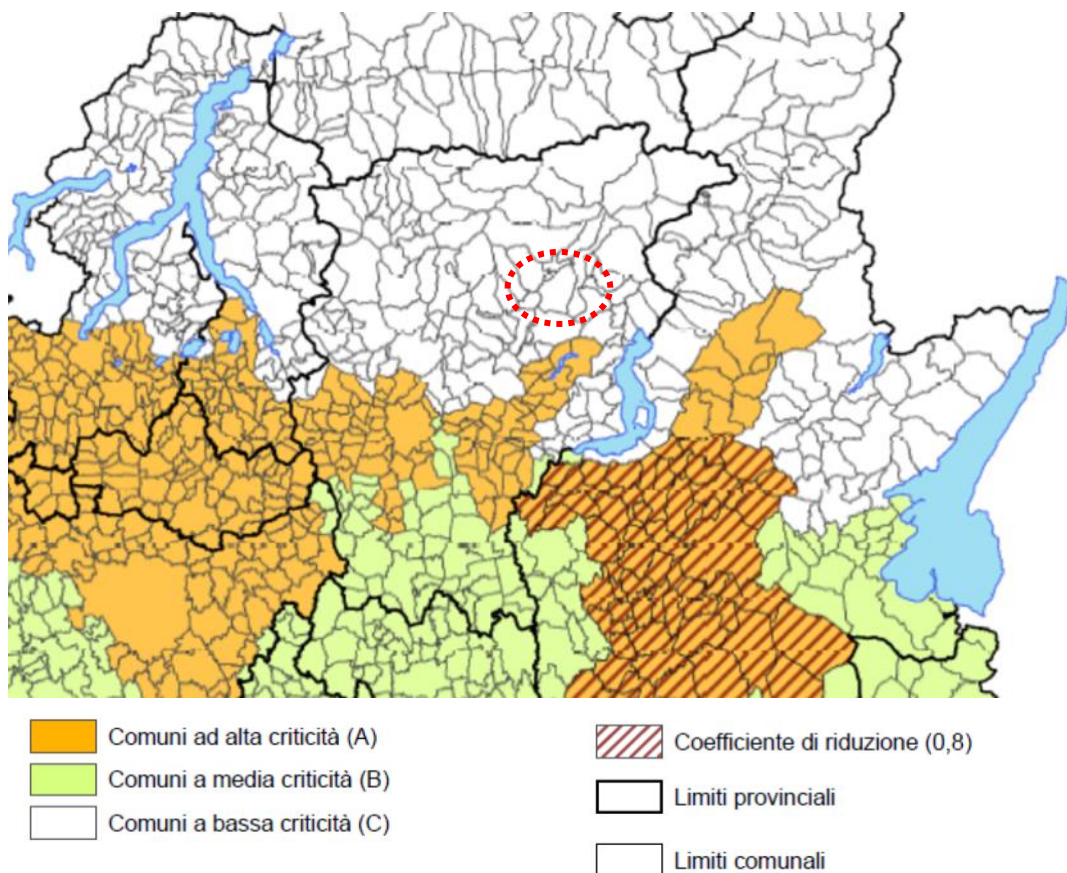 Comuni ad alta criticità (A)
Comuni a media criticità (B)
Comuni a bassa criticità (C)
Coefficiente di riduzione (0,8)
Limiti provinciali
Limiti comunali